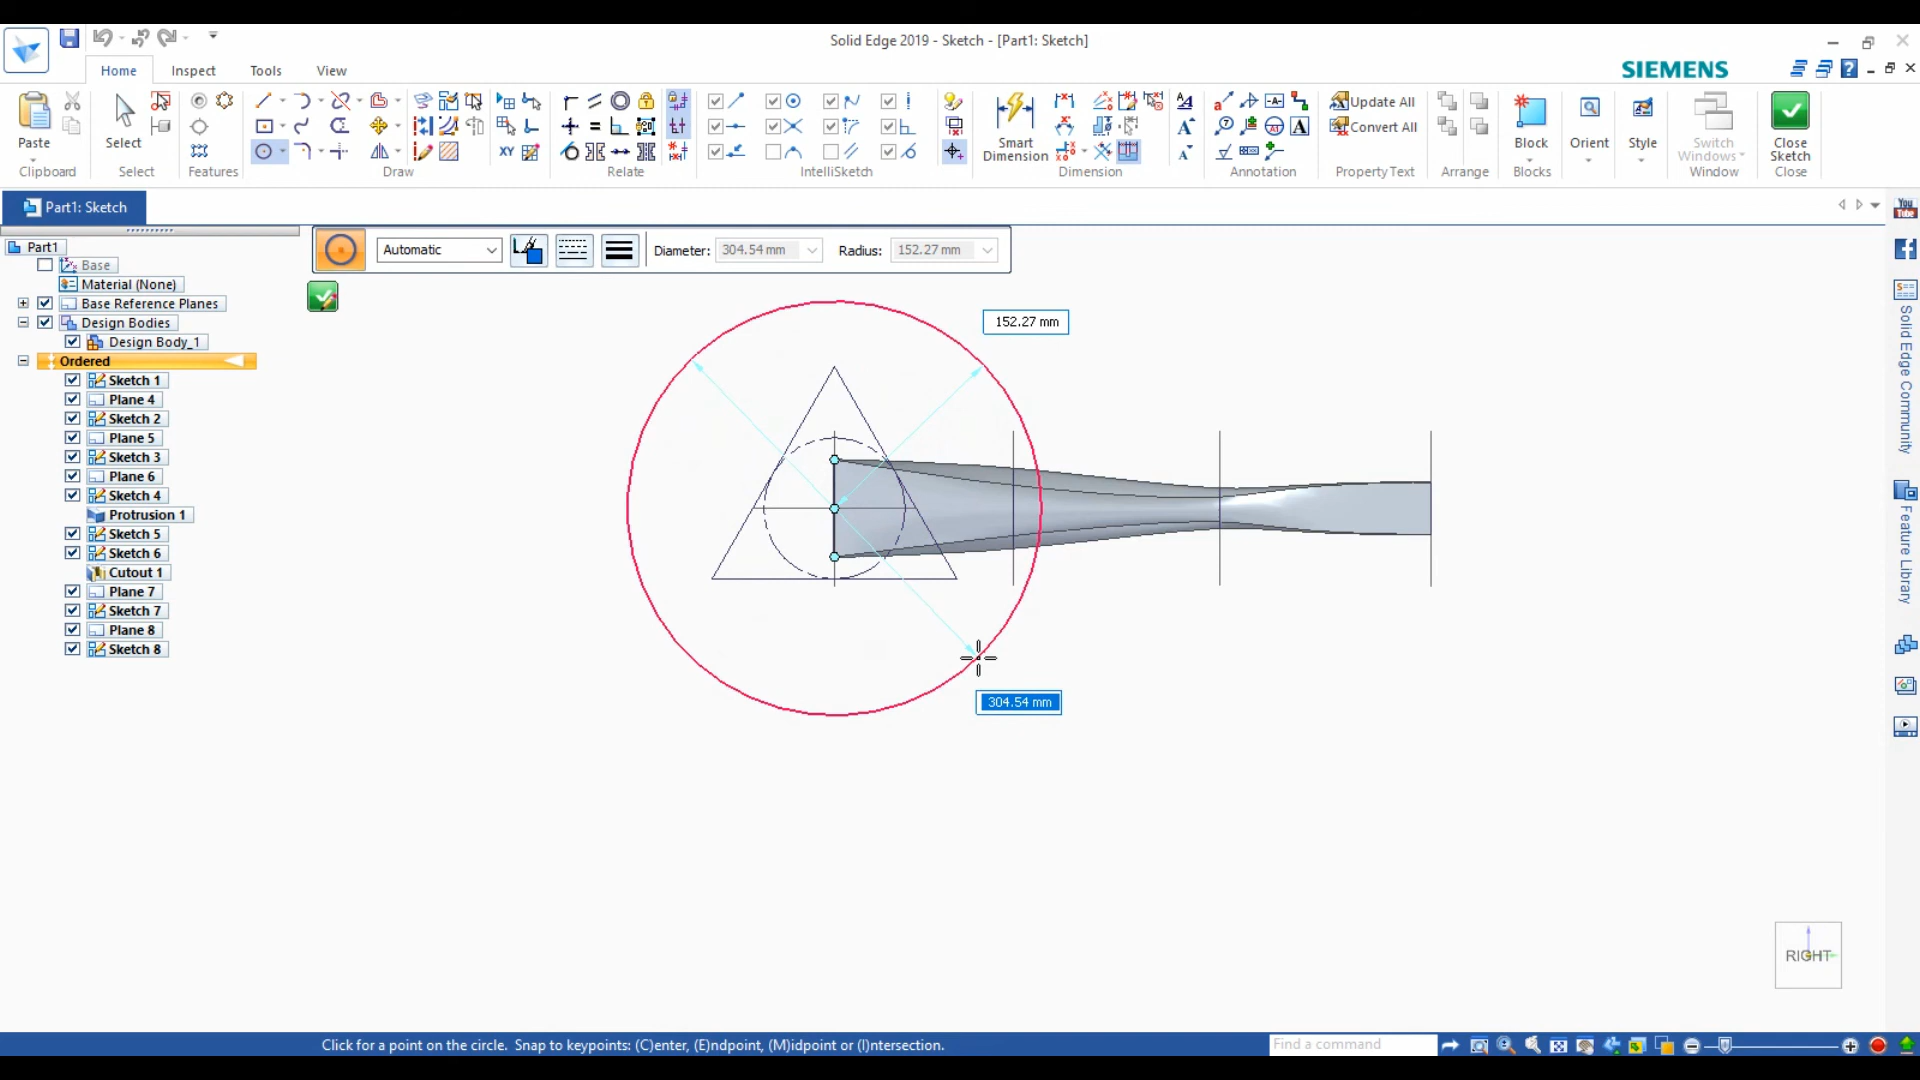 Solid Edge 2019 - Sketch - [Part1: Sketch]
Home Inspect Tools View
SIEMENS
Paste
Clipboard
Select
Select
Features
Draw
XY
Relate
IntelliSketch
Smart Dimension
Dimension
Annotation
Update All
Convert All
Property Text
Arrange
Block
Blocks
Orient
Style
Switch Windows
Window
Close Sketch
Close
Part1: Sketch
Automatic
Diameter: 304.54 mm Radius: 152.27 mm
Part1
Base
Material (None)
Base Reference Planes
Design Bodies
Design Body_1
Ordered
Sketch 1
Plane 4
Sketch 2
Plane 5
Sketch 3
Plane 6
Sketch 4
Protrusion 1
Sketch 5
Sketch 6
Cutout 1
Plane 7
Sketch 7
Plane 8
Sketch 8
152.27 mm
304.54 mm
RIGHT
You Tube
Solid Edge Community
Feature Library
Click for a point on the circle. Snap to keypoints: (C)enter, (E)ndpoint, (M)idpoint or (I)ntersection.
Find a command